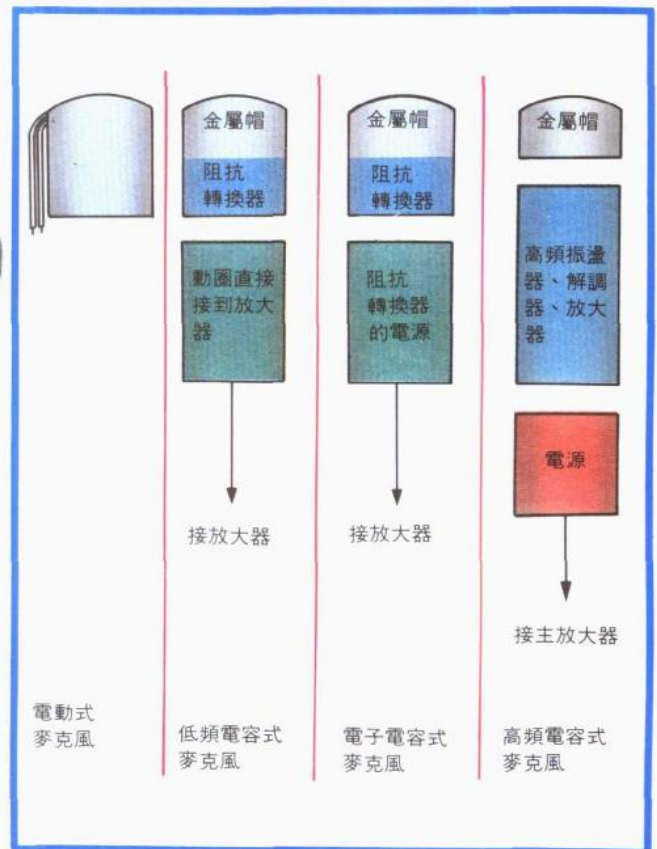 金屬帽
阻抗
轉換器
動圈直接
接到放大
器
接放大器
金屬帽
阻抗
轉換器
阻抗
轉換器
的電源
接放大器
金屬帽
高頻振盪
器、解調
器、放大
器
電源
接主放大器
電動式
麥克風
低頻電容式
麥克風
電子電容式
麥克風
高頻電容式
麥克風